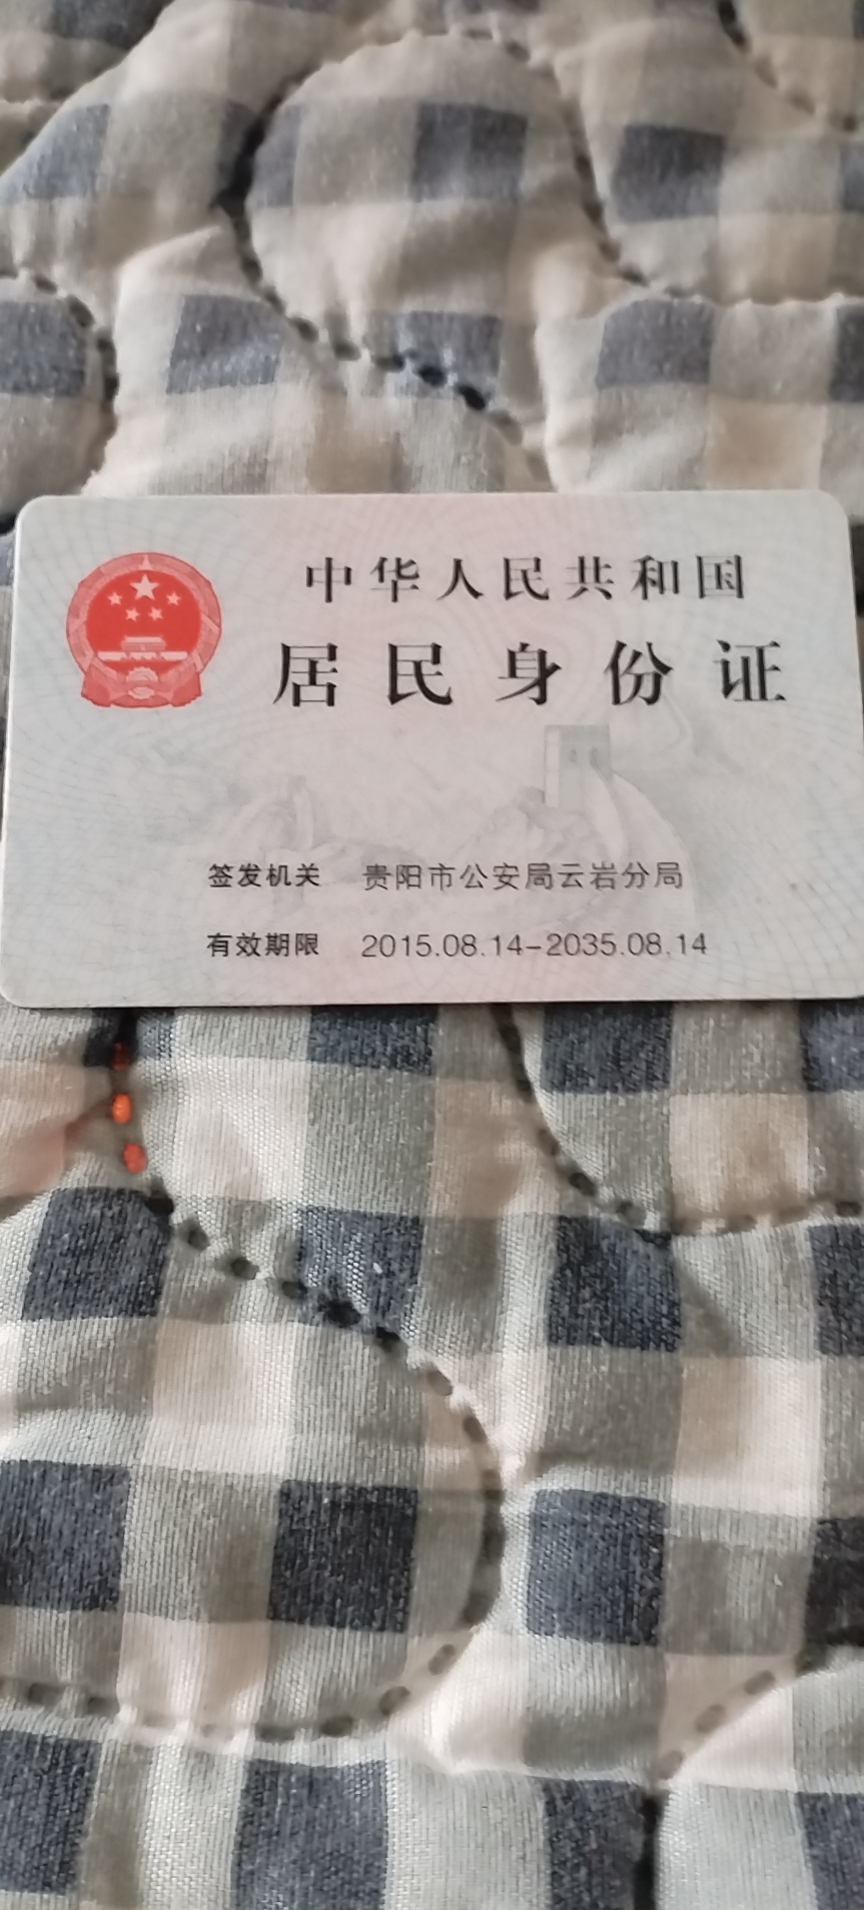 中华人民共和国
居民身份证
签发机关 贵阳市公安局云岩分局
有效期限 2015.08.14-2035.08.14